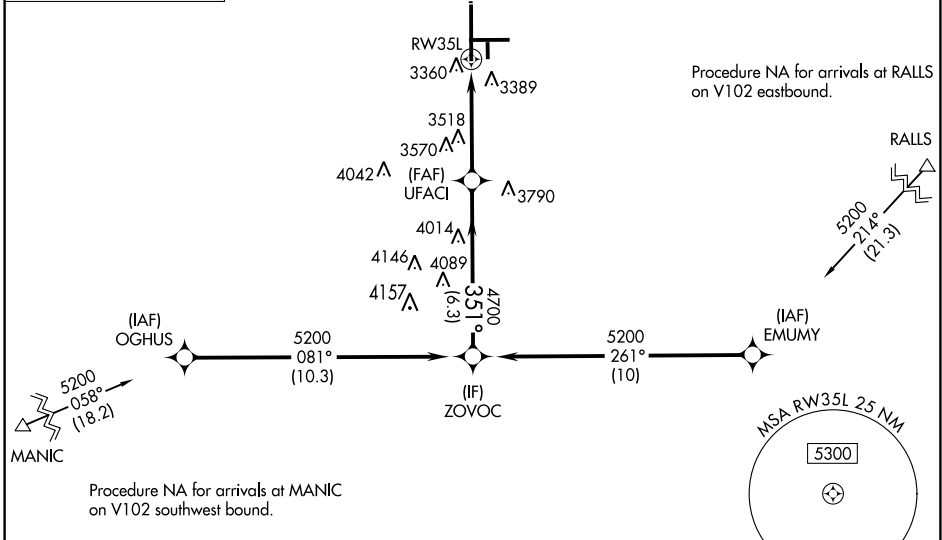 RW35L
3360
3389
Procedure NA for arrivals at RALLS
on V102 eastbound.
3518
3570
RALLS
4042
(FAF)
UFACI
3790
5200
214°
(21.3)
4014
4146
4089
4157
4700
351°
(6.3)
(IAF)
OGHUS
(IAF)
EMUMY
5200
081°
(10.3)
5200
261°
(10)
5200
058°
(18.2)
(IF)
ZOVOC
MANIC
MSA RW35L 25 NM
5300
Procedure NA for arrivals at MANIC
on V102 southwest bound.